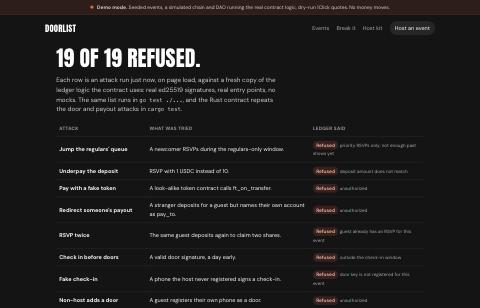 Demo mode. Seeded events, a simulated chain and DAO running the real contract logic, dry-run 1Click quotes. No money moves.
DOORLIST Events Break it Host kit Host an event
19 OF 19 REFUSED.
Each row is an attack run just now, on page load, against a fresh copy of the
ledger logic the contract uses: real ed25519 signatures, real entry points, no
mocks. The same list runs in go test ./..., and the Rust contract repeats
the door and payout attacks in cargo test.
ATTACK WHAT WAS TRIED LEDGER SAID
Jump the regulars' queue A newcomer RSVPs during the regulars-only window. Refused priority RSVPs only: not enough past
shows yet
Underpay the deposit RSVP with 1 USDC instead of 10. Refused deposit amount does not match
Pay with a fake token A look-alike token contract calls ft_on_transfer. Refused unauthorized
Redirect someone's payout A stranger deposits for a guest but names their own account
as pay_to. Refused unauthorized
RSVP twice The same guest deposits again to claim two shares. Refused guest already has an RSVP for this
event
Check in before doors A valid door signature, a day early. Refused outside the check-in window
Fake check-in A phone the host never registered signs a check-in. Refused door key is not registered for this
event
Non-host adds a door A guest registers their own phone as a door. Refused unauthorized